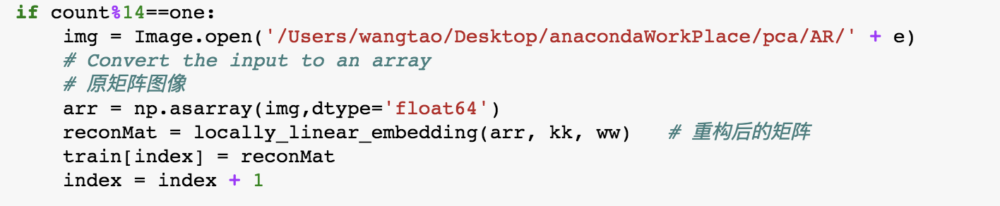 if count%14==one:
img = Image.open('/Users/wangtao/Desktop/anacondaWorkPlace/pca/AR/' + e)
# Convert the input to an array
# 原矩阵图像
arr = np.asarray(img,dtype='float64')
reconMat = locally_linear_embedding(arr, kk, ww)   # 重构后的矩阵
train[index] = reconMat
index = index + 1